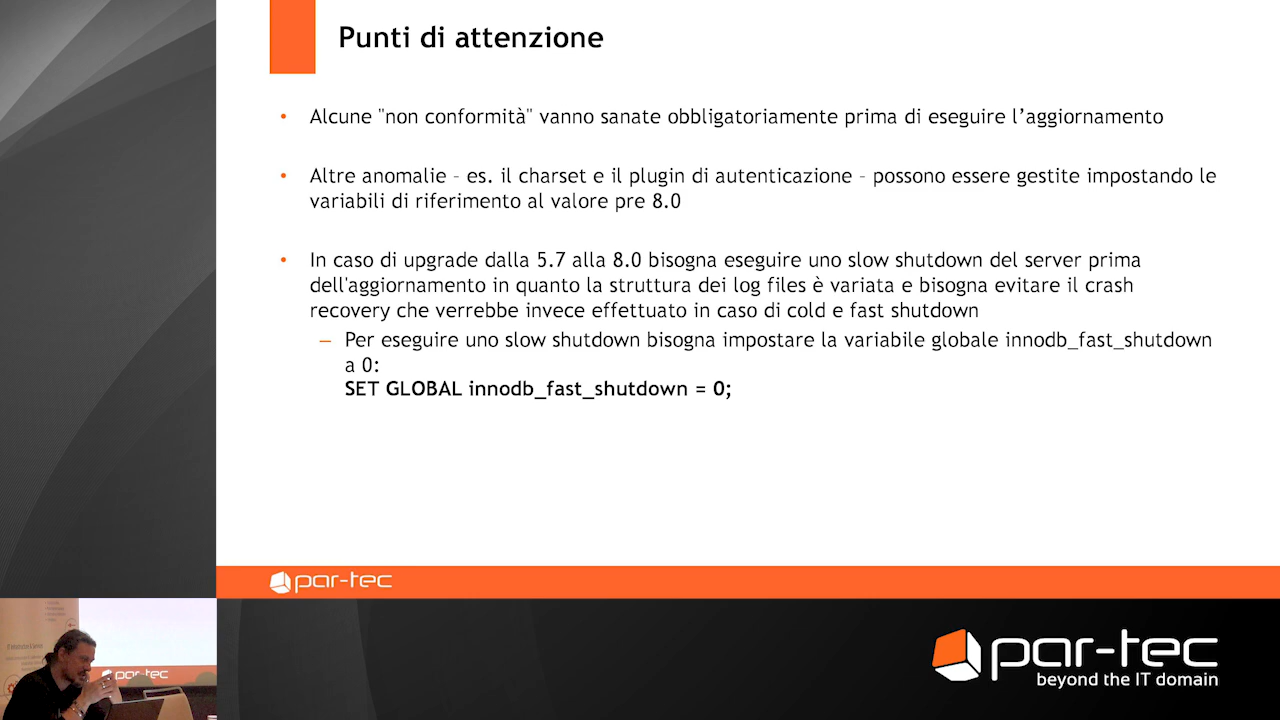 Punti di attenzione
• Alcune "non conformità" vanno sanate obbligatoriamente prima di eseguire l’aggiornamento
• Altre anomalie – es. il charset e il plugin di autenticazione – possono essere gestite impostando le
variabili di riferimento al valore pre 8.0
• In caso di upgrade dalla 5.7 alla 8.0 bisogna eseguire uno slow shutdown del server prima
dell'aggiornamento in quanto la struttura dei log files è variata e bisogna evitare il crash
recovery che verrebbe invece effettuato in caso di cold e fast shutdown
– Per eseguire uno slow shutdown bisogna impostare la variabile globale innodb_fast_shutdown
a 0:
SET GLOBAL innodb_fast_shutdown = 0;
par-tec
par-tec
par-tec
beyond the IT domain